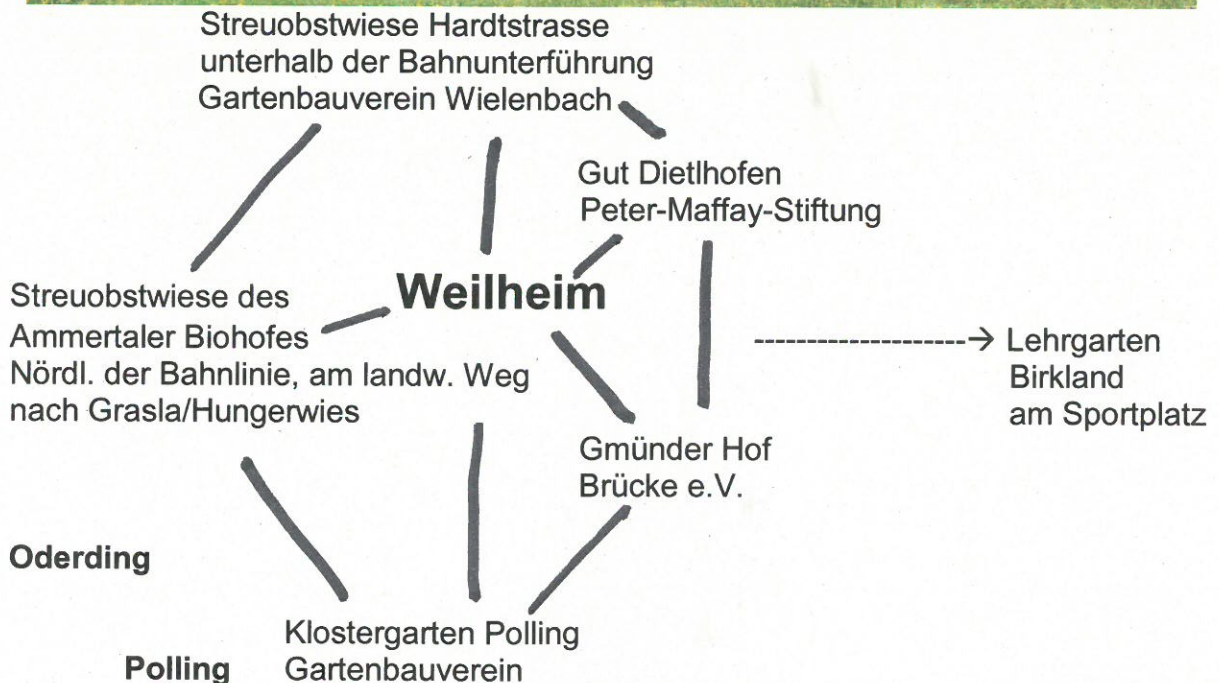 Streuobstwiese Hardtstrasse
unterhalb der Bahnunterführung
Gartenbauverein Wielenbach
Gut Dietlhofen
Peter-Maffay-Stiftung
Weilheim
Streuobstwiese des
Ammertaler Biohofes
Nördl. der Bahnlinie, am landw. Weg
nach Grasla/Hungerwies
---------------------→ Lehrgarten
Birkland
am Sportplatz
Gmünder Hof
Brücke e.V.
Oderding
Klostergarten Polling
Polling Gartenbauverein